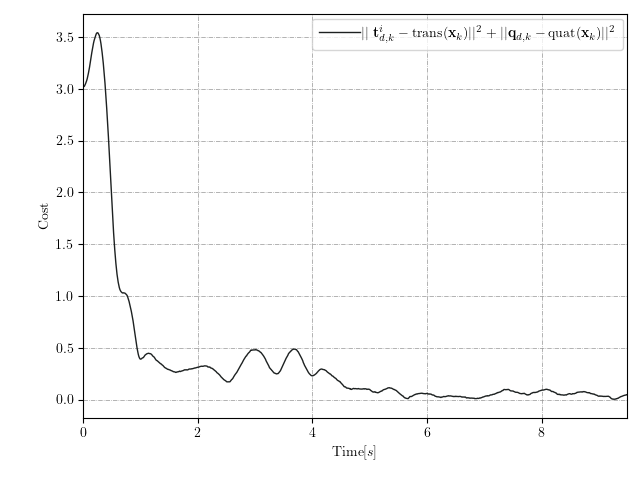 || t^i_{d,k} − trans(x_k)||^2 + ||q_{d,k} − quat(x_k)||^2
3.5
3.0
2.5
2.0
1.5
1.0
0.5
0.0
Cost
0 2 4 6 8
Time[s]